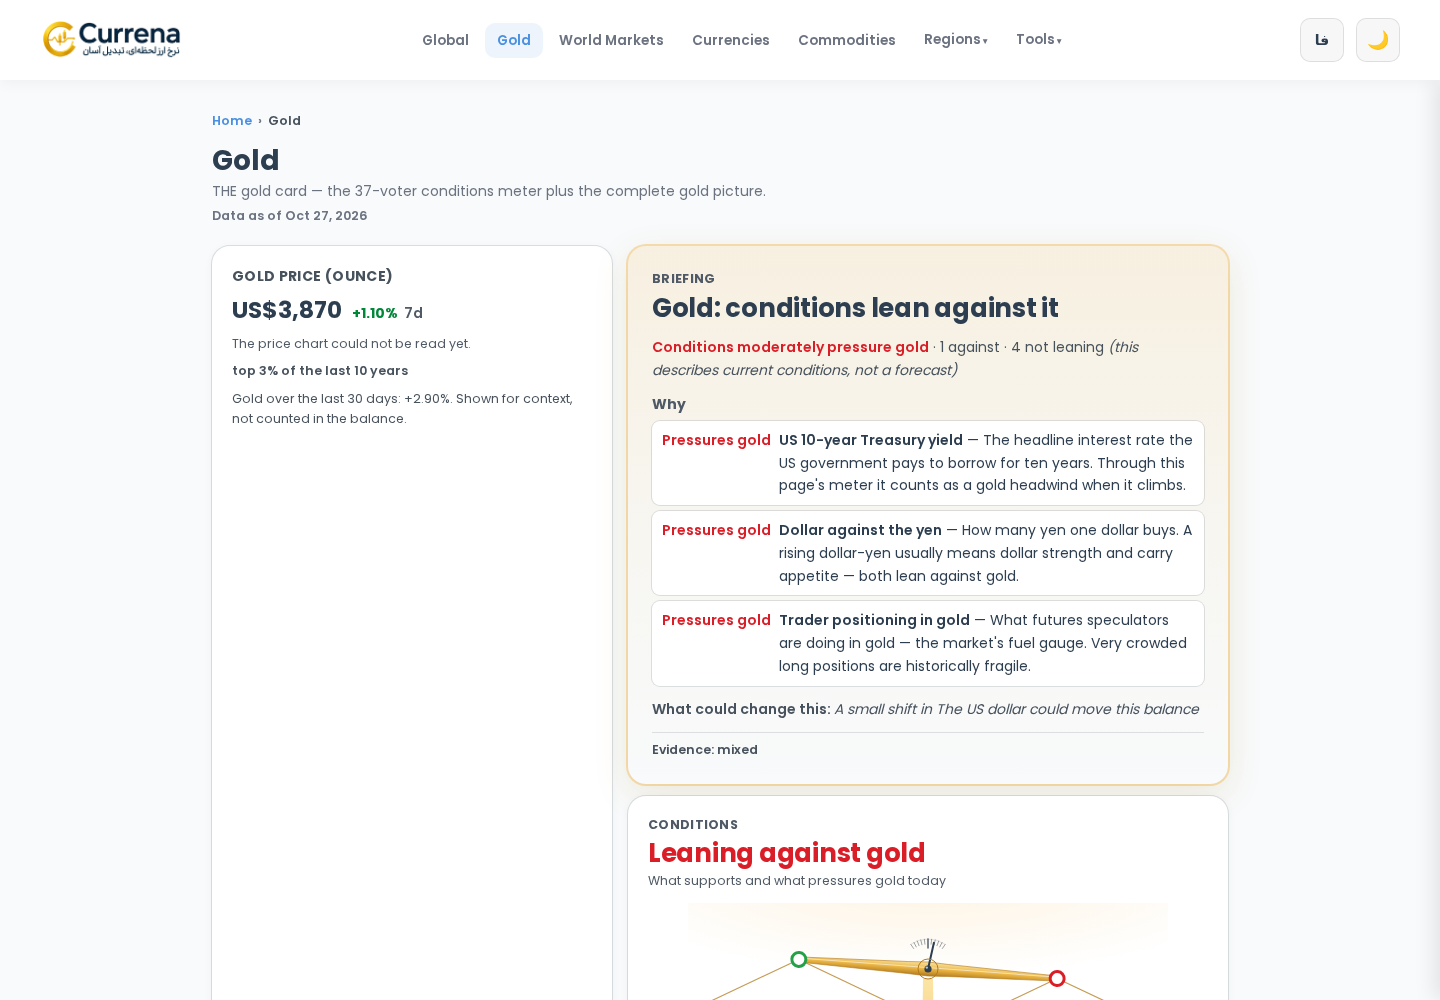 Currena
نرخ ارز لحظه‌ای، تبدیل آسان
Global
Gold
World Markets
Currencies
Commodities
Regions ▾
Tools ▾
فا
Home › Gold
Gold
THE gold card — the 37-voter conditions meter plus the complete gold picture.
Data as of Oct 27, 2026
GOLD PRICE (OUNCE)
US$3,870 +1.10% 7d
The price chart could not be read yet.
top 3% of the last 10 years
Gold over the last 30 days: +2.90%. Shown for context,
not counted in the balance.
BRIEFING
Gold: conditions lean against it
Conditions moderately pressure gold · 1 against · 4 not leaning (this
describes current conditions, not a forecast)
Why
Pressures gold US 10-year Treasury yield — The headline interest rate the
US government pays to borrow for ten years. Through this
page's meter it counts as a gold headwind when it climbs.
Pressures gold Dollar against the yen — How many yen one dollar buys. A
rising dollar-yen usually means dollar strength and carry
appetite — both lean against gold.
Pressures gold Trader positioning in gold — What futures speculators
are doing in gold — the market's fuel gauge. Very crowded
long positions are historically fragile.
What could change this: A small shift in The US dollar could move this balance
Evidence: mixed
CONDITIONS
Leaning against gold
What supports and what pressures gold today